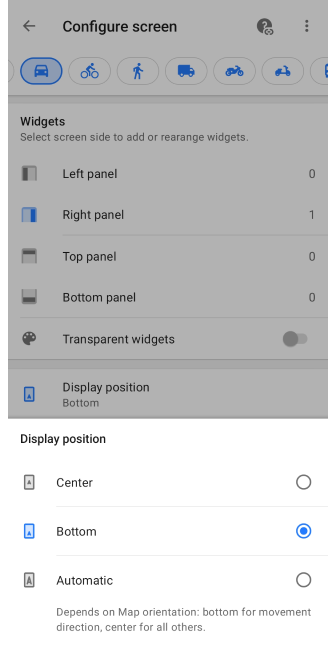 Configure screen
Widgets
Select screen side to add or rearrange widgets.
Left panel 0
Right panel 1
Top panel 0
Bottom panel 0
Transparent widgets
Display position
Bottom
Display position
Center
Bottom
Automatic
Depends on Map orientation: bottom for movement
direction, center for all others.